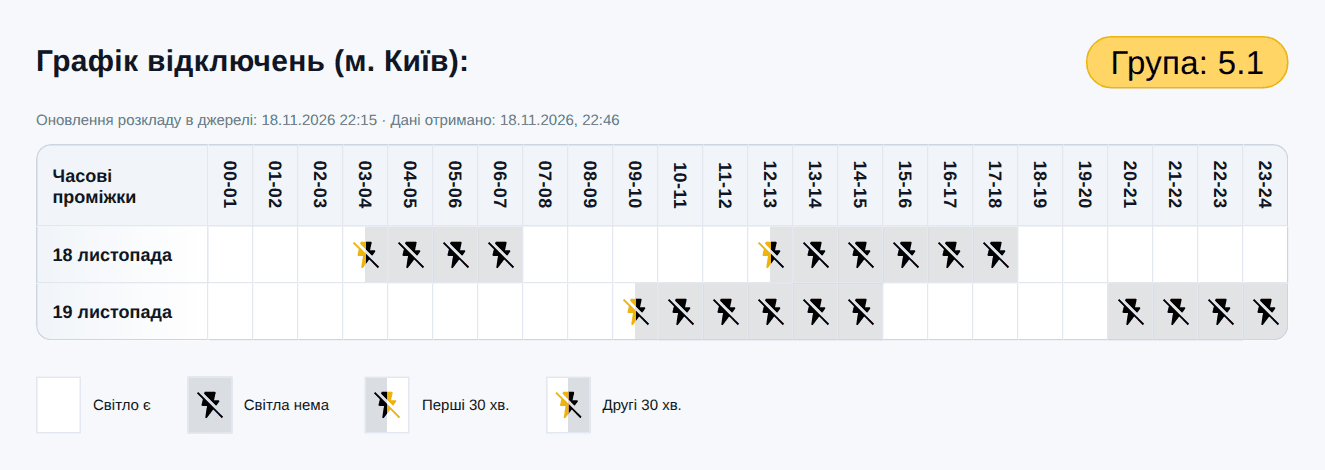 Графік відключень (м. Київ):
Група: 5.1
Оновлення розкладу в джерелі: 18.11.2026 22:15 · Дані отримано: 18.11.2026, 22:46
Часові
проміжки
00-01
01-02
02-03
03-04
04-05
05-06
06-07
07-08
08-09
09-10
10-11
11-12
12-13
13-14
14-15
15-16
16-17
17-18
18-19
19-20
20-21
21-22
22-23
23-24
18 листопада
19 листопада
Світло є
Світла нема
Перші 30 хв.
Другі 30 хв.